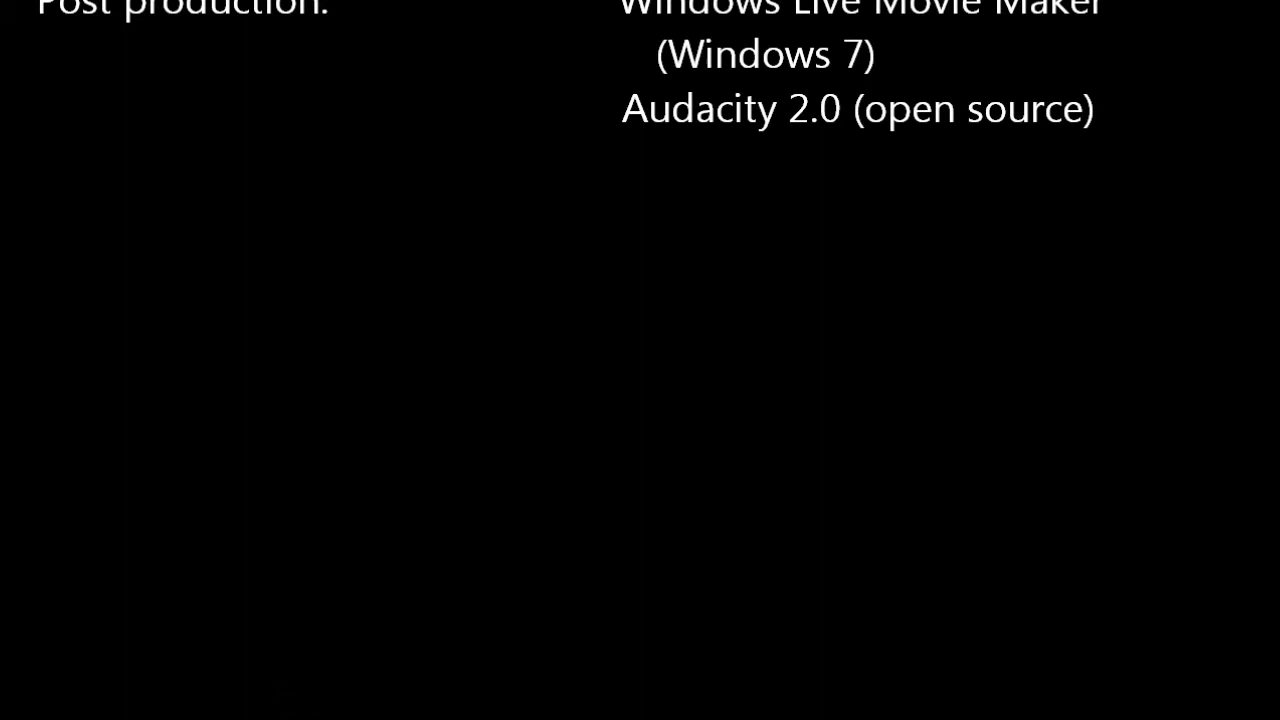 Post production: Windows Live Movie Maker
(Windows 7)
Audacity 2.0 (open source)